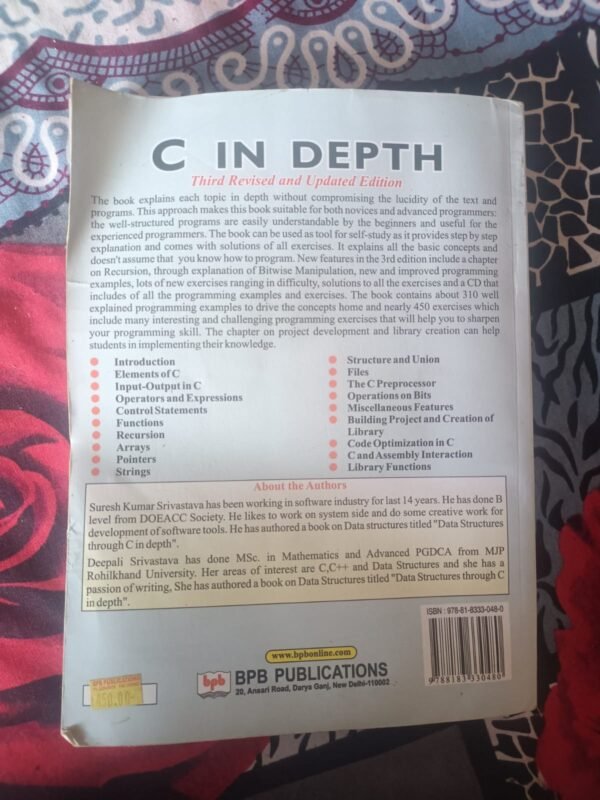 C IN DEPTH
Third Revised and Updated Edition
The book explains each topic in depth without compromising the lucidity of the text and
programs. This approach makes this book suitable for both novices and advanced programmers:
the well-structured programs are easily understandable by the beginners and useful for the
experienced programmers. The book can be used as tool for self-study as it provides step by step
explanation and comes with solutions of all exercises. It explains all the basic concepts and
doesn't assume that you know how to program. New features in the 3rd edition include a chapter
on Recursion, through explanation of Bitwise Manipulation, new and improved programming
examples, lots of new exercises ranging in difficulty, solutions to all the exercises and a CD that
includes of all the programming examples and exercises. The book contains about 310 well
explained programming examples to drive the concepts home and nearly 450 exercises which
include many interesting and challenging programming exercises that will help you to sharpen
your programming skill. The chapter on project development and library creation can help
students in implementing their knowledge.
Introduction
Elements of C
Input-Output in C
Operators and Expressions
Control Statements
Functions
Recursion
Arrays
Pointers
Strings
Structure and Union
Files
The C Preprocessor
Operations on Bits
Miscellaneous Features
Building Project and Creation of
Library
Code Optimization in C
C and Assembly Interaction
Library Functions
About the Authors
Suresh Kumar Srivastava has been working in software industry for last 14 years. He has done B
level from DOEACC Society. He likes to work on system side and do some creative work for
development of software tools. He has authored a book on Data structures titled "Data Structures
through C in depth".
Deepali Srivastava has done MSc. in Mathematics and Advanced PGDCA from MJP
Rohilkhand University. Her areas of interest are C,C++ and Data Structures and she has a
passion of writing, She has authored a book on Data Structures titled "Data Structures through C
in depth".
ISBN : 978-81-8333-048-0
9788183330480
www.bpbonline.com
bpb BPB PUBLICATIONS
20, Ansari Road, Darya Ganj, New Delhi-110002
BPB PUBLICATIONS